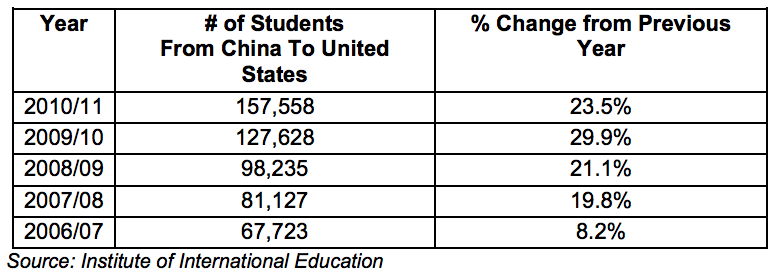 Year # of Students % Change from Previous
From China To United Year
States
2010/11 157,558 23.5%
2009/10 127,628 29.9%
2008/09 98,235 21.1%
2007/08 81,127 19.8%
2006/07 67,723 8.2%
Source: Institute of International Education